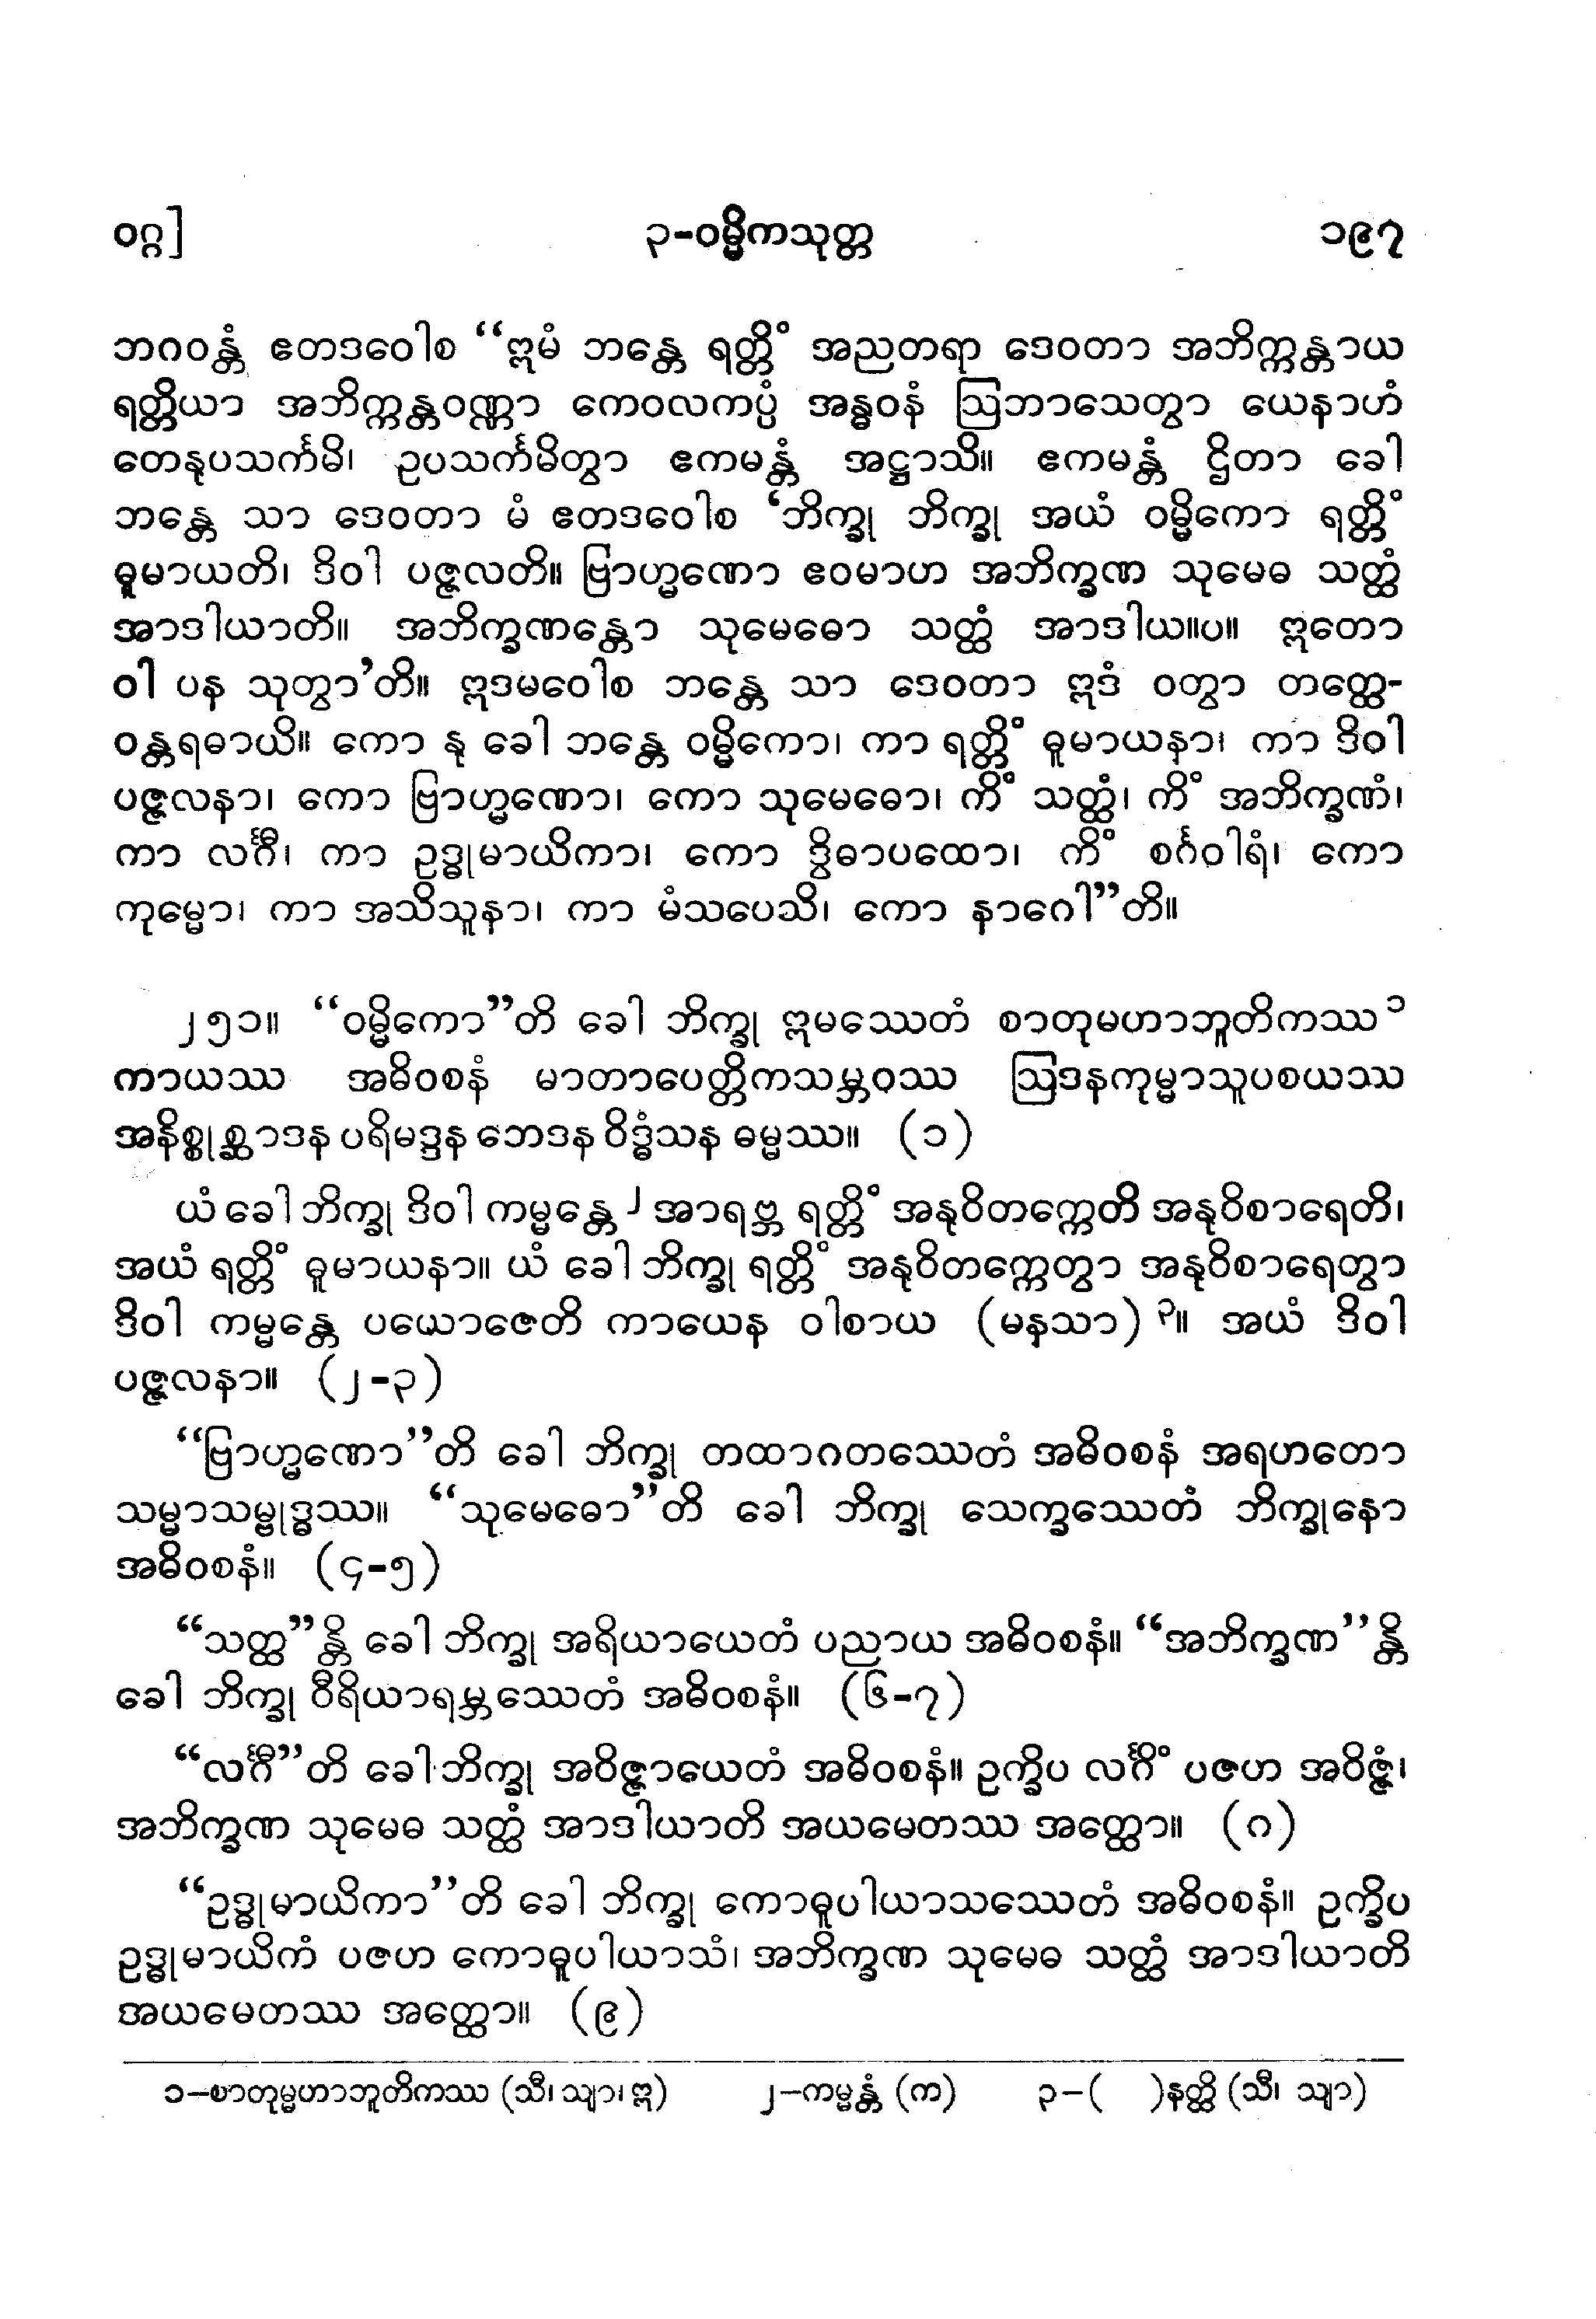 ဝဂ္ဂ] ၃-ဝမ္မိကသုတ္တ ၁၉၇
ဘဂဝန္တံ ဧတဒဝေါစ “ဣမံ ဘန္တေ ရတ္တိံ အညတရာ ဒေဝတာ အဘိက္ကန္တာယ
ရတ္တိယာ အဘိက္ကန္တဝဏ္ဏာ ကေဝလကပ္ပံ အန္ဓဝနံ ဩဘာသေတွာ ယေနာဟံ
တေနုပသင်္ကမိ၊ ဥပသင်္ကမိတွာ ဧကမန္တံ အဋ္ဌာသိ။ ဧကမန္တံ ဌိတာ ခေါ
ဘန္တေ သာ ဒေဝတာ မံ ဧတဒဝေါစ ‘ဘိက္ခု ဘိက္ခု အယံ ဝမ္မိကော ရတ္တိံ
ဓူမာယတိ၊ ဒိဝါ ပဇ္ဇလတိ။ ဗြာဟ္မဏော ဧဝမာဟ အဘိက္ခဏ သုမေဓ သတ္ထံ
အာဒါယာတိ။ အဘိက္ခဏန္တော သုမေဓော သတ္ထံ အာဒါယ။ပ။ ဣတော
ဝါ ပန သုတွာ’တိ။ ဣဒမဝေါစ ဘန္တေ သာ ဒေဝတာ ဣဒံ ဝတွာ တတ္ထေ-
ဝန္တရဓာယိ။ ကော နု ခေါ ဘန္တေ ဝမ္မိကော၊ ကာ ရတ္တိံ ဓူမာယနာ၊ ကာ ဒိဝါ
ပဇ္ဇလနာ၊ ကော ဗြာဟ္မဏော၊ ကော သုမေဓော၊ ကိံ သတ္ထံ၊ ကိံ အဘိက္ခဏံ၊
ကာ လင်္ဂီ၊ ကာ ဥဒ္ဓုမာယိကာ၊ ကော ဒွိဓာပထော၊ ကိံ စင်္ဂဝါရံ၊ ကော
ကုမ္မော၊ ကာ အသိသူနာ၊ ကာ မံသပေသိ၊ ကော နာဂေါ”တိ။
၂၅၁။ “ဝမ္မိကော”တိ ခေါ ဘိက္ခု ဣမဿေတံ စာတုမဟာဘူတိကဿ ၁
ကာယဿ အဓိဝစနံ မာတာပေတ္တိကသမ္ဘဝဿ ဩဒနကုမ္မာသူပစယဿ
အနိစ္စုစ္ဆာဒန ပရိမဒ္ဒန ဘေဒန ဝိဒ္ဓံသန ဓမ္မဿ။ (၁)
ယံ ခေါ ဘိက္ခု ဒိဝါ ကမ္မန္တေ ၂ အာရဗ္ဘ ရတ္တိံ အနုဝိတက္ကေတိ အနုဝိစာရေတိ၊
အယံ ရတ္တိံ ဓူမာယနာ။ ယံ ခေါ ဘိက္ခု ရတ္တိံ အနုဝိတက္ကေတွာ အနုဝိစာရေတွာ
ဒိဝါ ကမ္မန္တေ ပယောဇေတိ ကာယေန ဝါစာယ (မနသာ) ၃။ အယံ ဒိဝါ
ပဇ္ဇလနာ။ (၂-၃)
“ဗြာဟ္မဏော”တိ ခေါ ဘိက္ခု တထာဂတဿေတံ အဓိဝစနံ အရဟတော
သမ္မာသမ္ဗုဒ္ဓဿ။ “သုမေဓော”တိ ခေါ ဘိက္ခု သေက္ခဿေတံ ဘိက္ခုနော
အဓိဝစနံ။ (၄-၅)
“သတ္ထ”န္တိ ခေါ ဘိက္ခု အရိယာယေတံ ပညာယ အဓိဝစနံ။ “အဘိက္ခဏ”န္တိ
ခေါ ဘိက္ခု ဝီရိယာရမ္ဘဿေတံ အဓိဝစနံ။ (၆-၇)
“လင်္ဂီ”တိ ခေါ ဘိက္ခု အဝိဇ္ဇာယေတံ အဓိဝစနံ။ ဥက္ခိပ လင်္ဂိံ ပဇဟ အဝိဇ္ဇံ၊
အဘိက္ခဏ သုမေဓ သတ္ထံ အာဒါယာတိ အယမေတဿ အတ္ထော။ (၈)
“ဥဒ္ဓုမာယိကာ”တိ ခေါ ဘိက္ခု ကောဓူပါယာသဿေတံ အဓိဝစနံ။ ဥက္ခိပ
ဥဒ္ဓုမာယိကံ ပဇဟ ကောဓူပါယာသံ၊ အဘိက္ခဏ သုမေဓ သတ္ထံ အာဒါယာတိ
အယမေတဿ အတ္ထော။ (၉)
၁-စာတုမ္မဟာဘူတိကဿ (သီ၊ သျာ၊ ဣ) ၂-ကမ္မန္တံ (က) ၃-( )နတ္ထိ (သီ၊ သျာ)